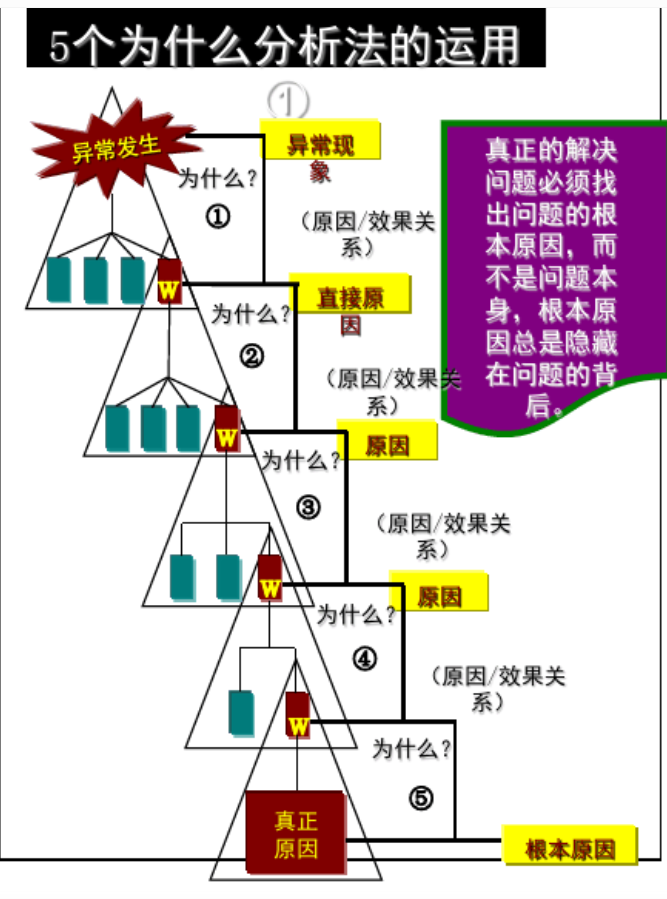 5个为什么分析法的运用
①
异常发生
异常现
象
为什么?
①
（原因/效果关
系）
真正的解决
问题必须找
出问题的根
本原因，而
不是问题本
身，根本原
因总是隐藏
在问题的背
后。
W
直接原
因
为什么?
②
（原因/效果关
系）
W
原因
为什么?
③
（原因/效果关
系）
W
原因
为什么?
④
（原因/效果关
系）
W
为什么?
⑤
真正
原因
根本原因